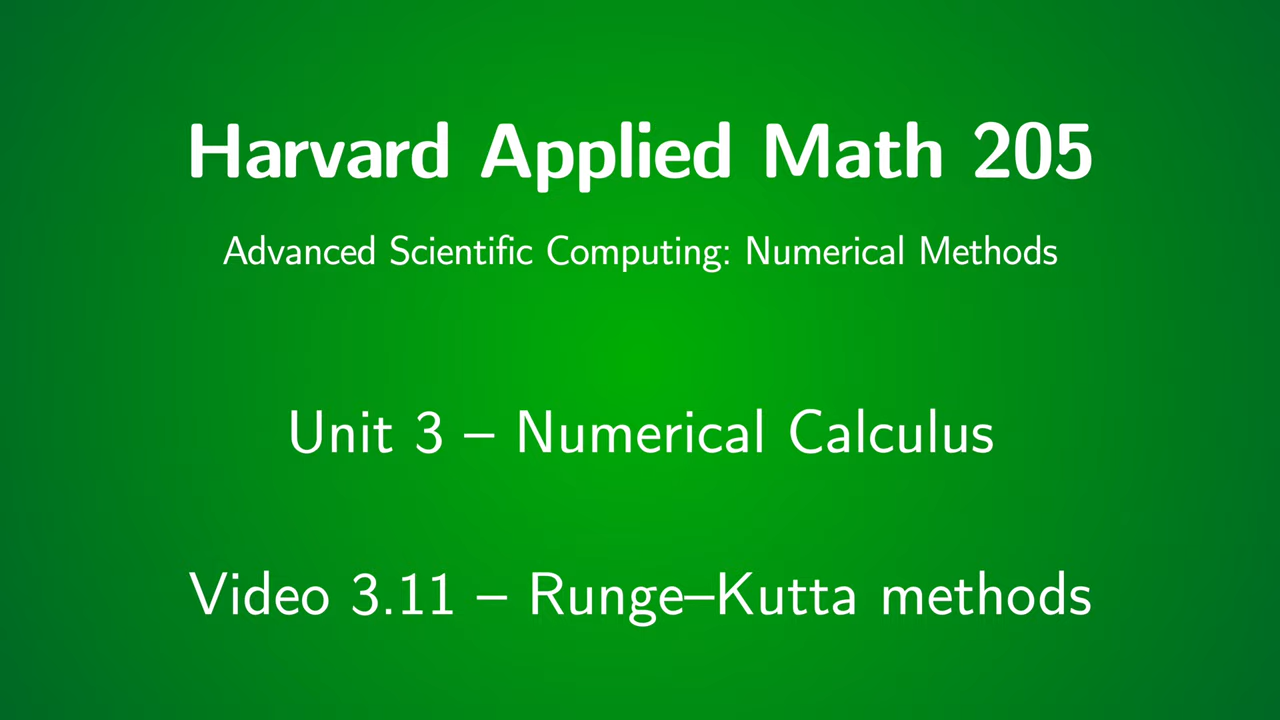 Harvard Applied Math 205
Advanced Scientific Computing: Numerical Methods
Unit 3 – Numerical Calculus
Video 3.11 – Runge–Kutta methods